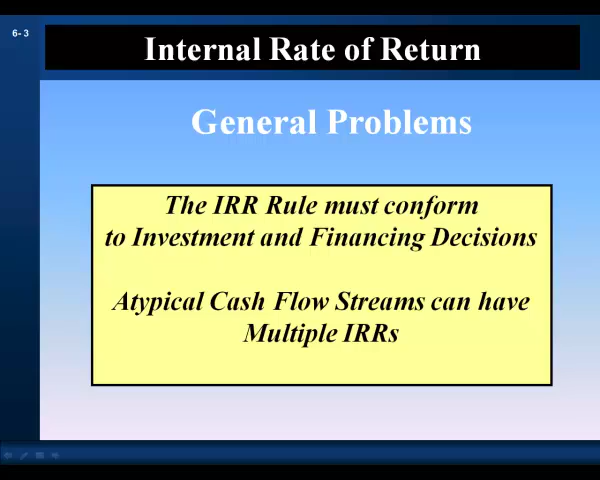 6- 3
Internal Rate of Return
General Problems
The IRR Rule must conform
to Investment and Financing Decisions
Atypical Cash Flow Streams can have
Multiple IRRs